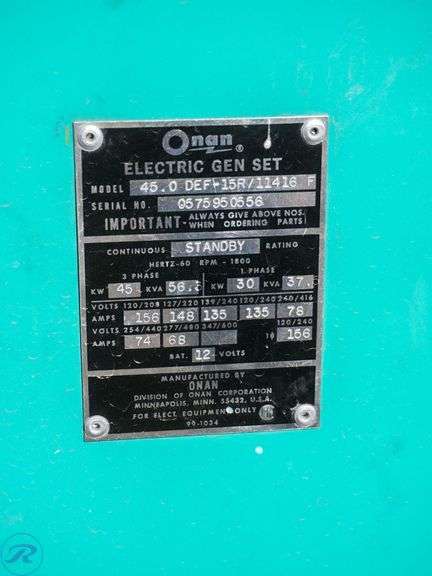 Onan ®
ELECTRIC GEN SET
MODEL 45.0 DEF-15R/11416 F
SERIAL NO. 0575950556
IMPORTANT- ALWAYS GIVE ABOVE NOS.
WHEN ORDERING PARTS
CONTINUOUS STANDBY RATING
HERTZ-60 RPM-1800
3 PHASE 1 PHASE
KW 45. KVA 56. KW 30 KVA 37.
VOLTS 120/208 127/220 139/240 120/240 240/416
AMPS 156 148 135 135 78
VOLTS 254/440 277/480 347/600 120/240
AMPS 74 68 1Ø 156
BAT. 12 VOLTS
MANUFACTURED BY
ONAN
DIVISION OF ONAN CORPORATION
MINNEAPOLIS, MINN. 55432, U.S.A.
FOR ELECT. EQUIPMENT ONLY
99-1034
R